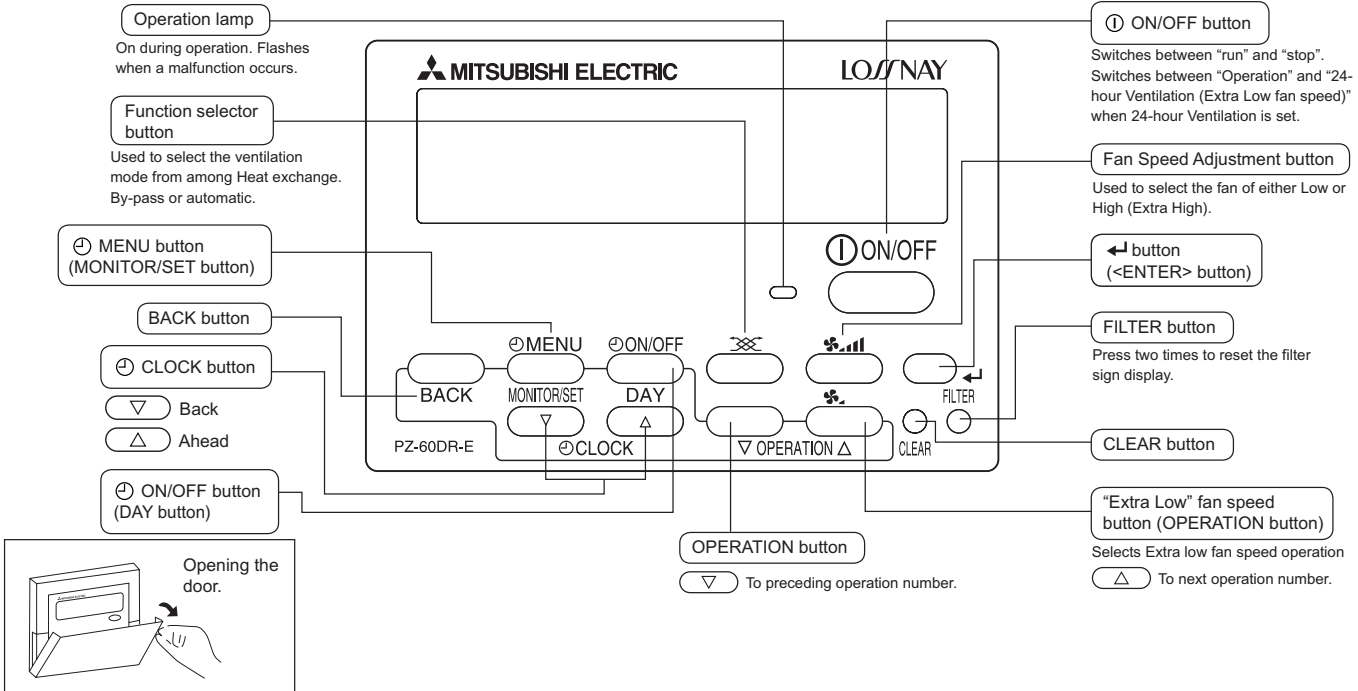 Operation lamp
On during operation. Flashes
when a malfunction occurs.
Function selector
button
Used to select the ventilation
mode from among Heat exchange.
By-pass or automatic.
MENU button
(MONITOR/SET button)
BACK button
CLOCK button
▽ Back
△ Ahead
ON/OFF button
(DAY button)
Opening the
door.
MITSUBISHI ELECTRIC
LOSSNAY
ON/OFF
MENU
ON/OFF
BACK
MONITOR/SET
DAY
FILTER
▽
△
PZ-60DR-E
CLOCK
▽ OPERATION △
CLEAR
OPERATION button
▽ To preceding operation number.
ON/OFF button
Switches between “run” and “stop”.
Switches between “Operation” and “24-
hour Ventilation (Extra Low fan speed)”
when 24-hour Ventilation is set.
Fan Speed Adjustment button
Used to select the fan of either Low or
High (Extra High).
↵ button
(<ENTER> button)
FILTER button
Press two times to reset the filter
sign display.
CLEAR button
“Extra Low” fan speed
button (OPERATION button)
Selects Extra low fan speed operation
△ To next operation number.